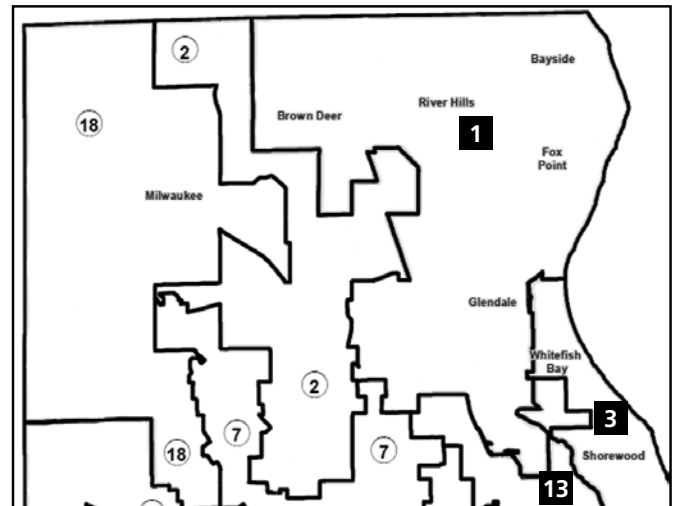 2
Bayside
River Hills
Brown Deer
18
1
Fox
Point
Milwaukee
Glendale
Whitefish
Bay
2
3
7
7
18
Shorewood
13